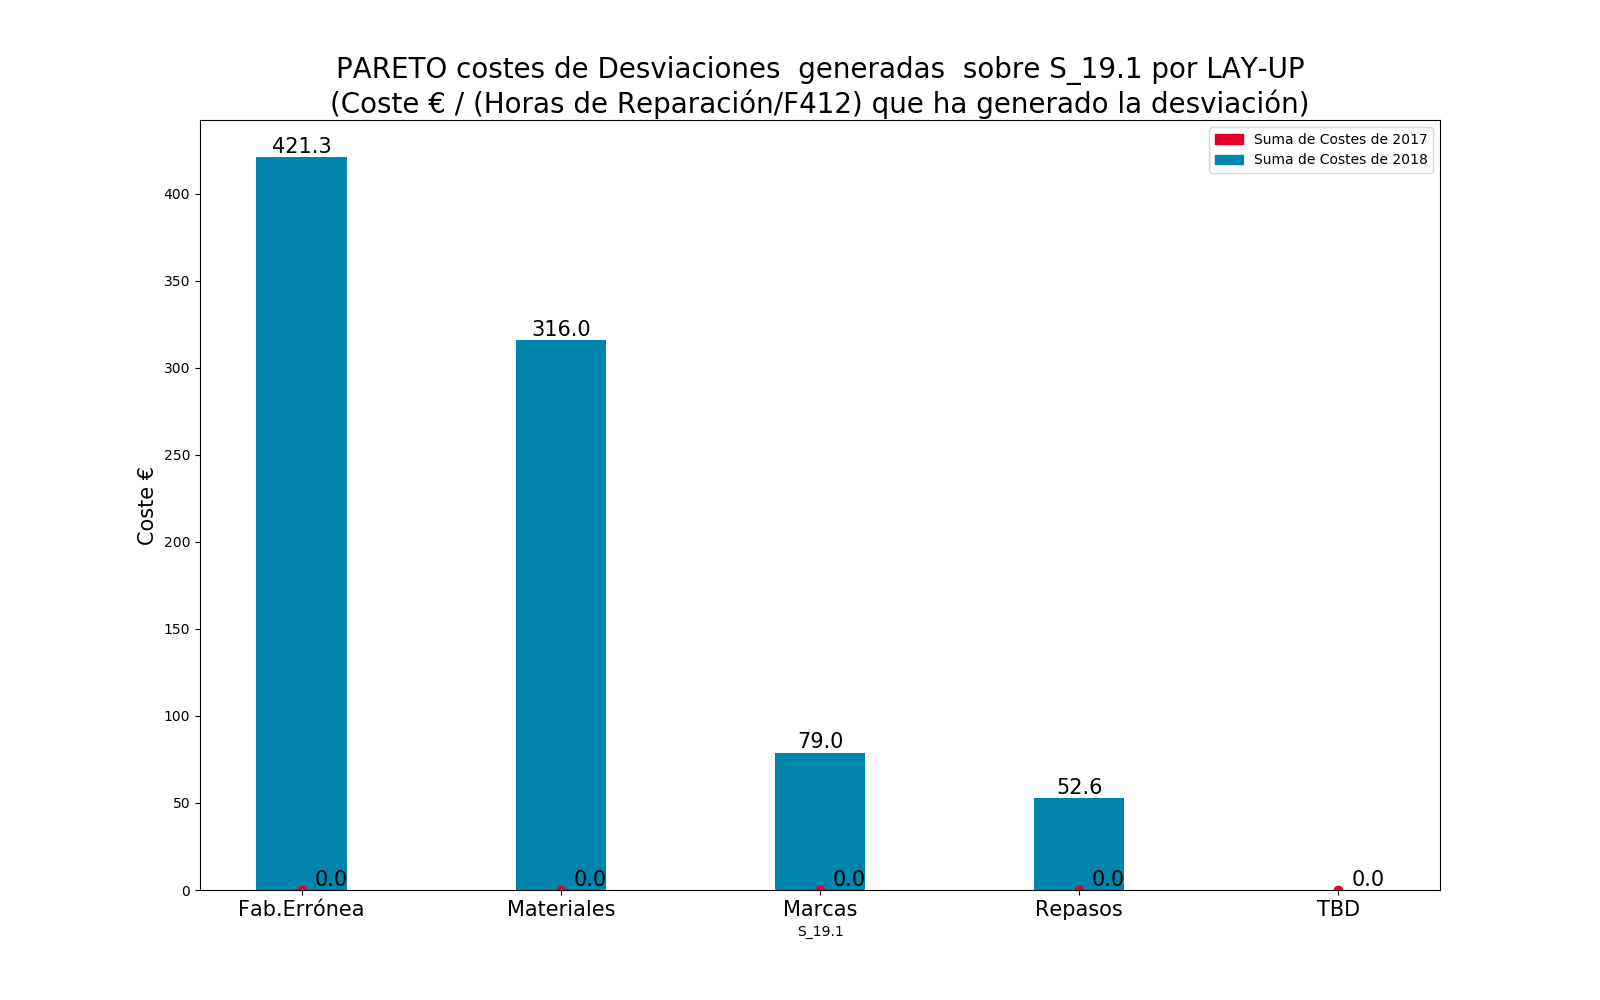 PARETO costes de Desviaciones  generadas  sobre S_19.1 por LAY-UP
(Coste € / (Horas de Reparación/F412) que ha generado la desviación)
Suma de Costes de 2017
Suma de Costes de 2018
Coste €
400
350
300
250
200
150
100
50
0
421.3
316.0
79.0
52.6
0.0
0.0
0.0
0.0
0.0
Fab.Errónea
Materiales
Marcas
Repasos
TBD
S_19.1